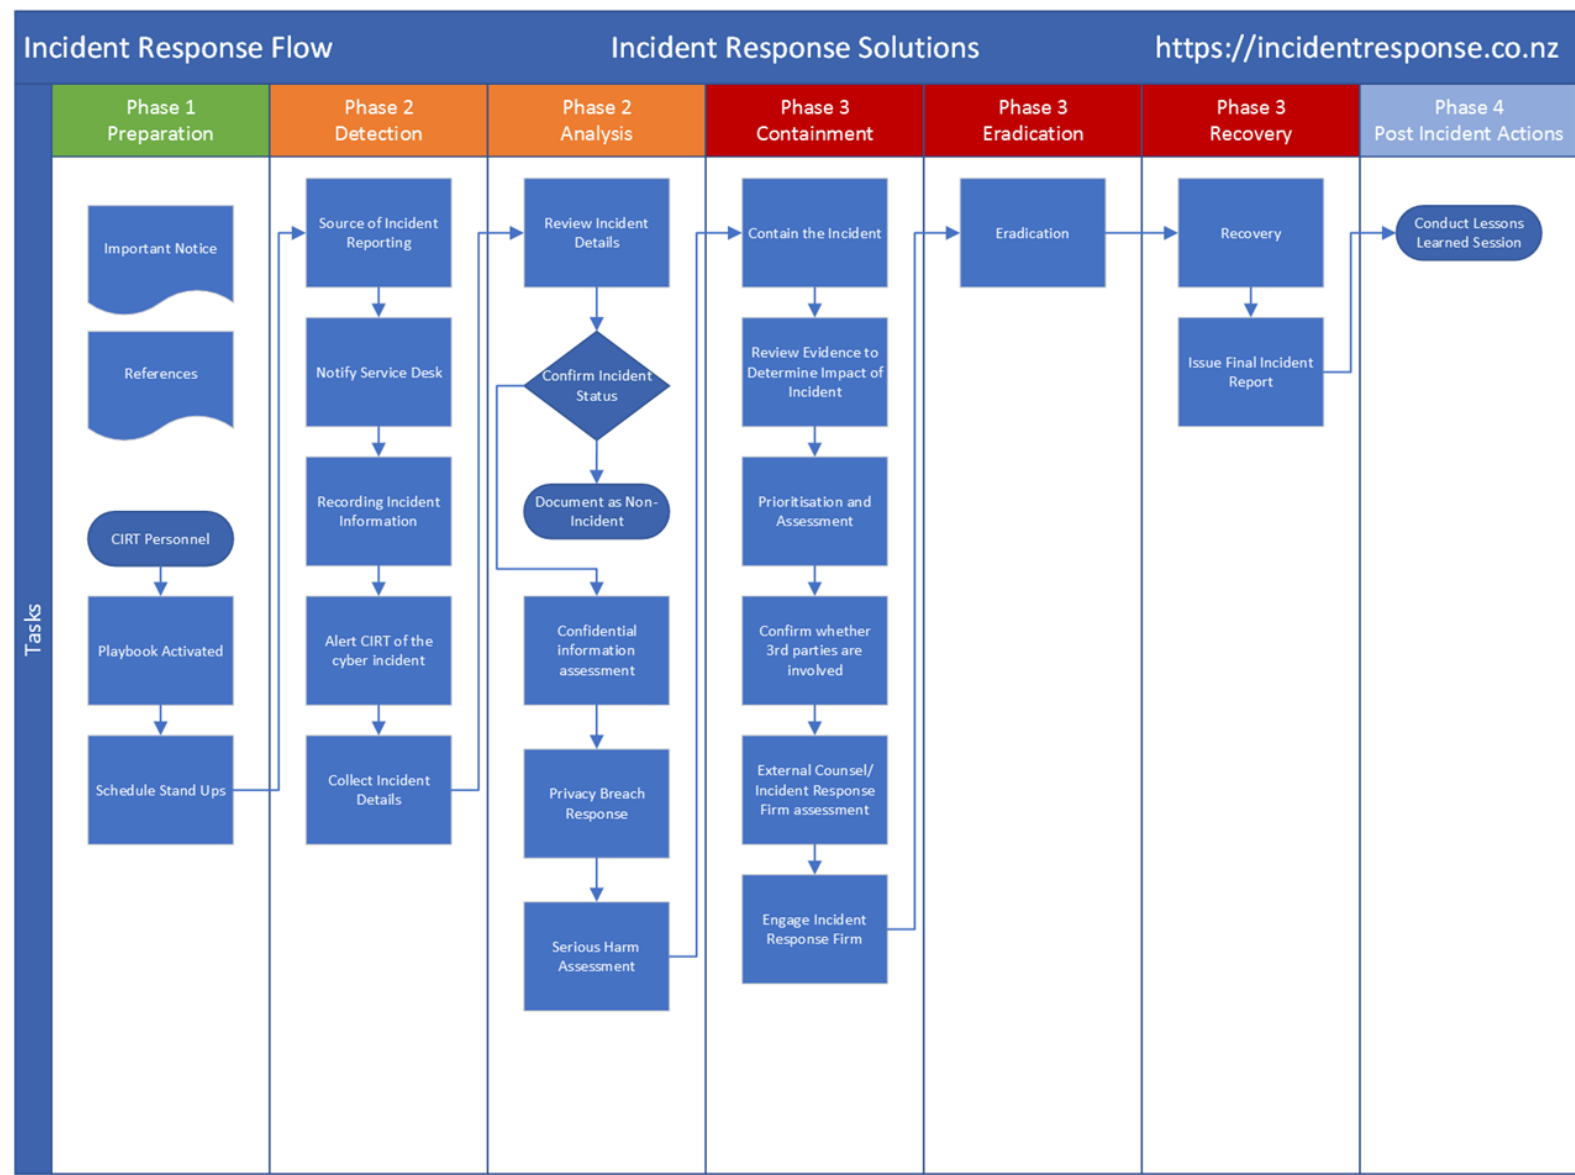 Incident Response Flow
Incident Response Solutions
https://incidentresponse.co.nz
Tasks
Phase 1
Preparation
Phase 2
Detection
Phase 2
Analysis
Phase 3
Containment
Phase 3
Eradication
Phase 3
Recovery
Phase 4
Post Incident Actions
Important Notice
References
CIRT Personnel
Playbook Activated
Schedule Stand Ups
Source of Incident
Reporting
Notify Service Desk
Recording Incident
Information
Alert CIRT of the
cyber incident
Collect Incident
Details
Review Incident
Details
Confirm Incident
Status
Document as Non-
Incident
Confidential
information
assessment
Privacy Breach
Response
Serious Harm
Assessment
Contain the Incident
Review Evidence to
Determine Impact of
Incident
Prioritisation and
Assessment
Confirm whether
3rd parties are
involved
External Counsel/
Incident Response
Firm assessment
Engage Incident
Response Firm
Eradication
Recovery
Issue Final Incident
Report
Conduct Lessons
Learned Session